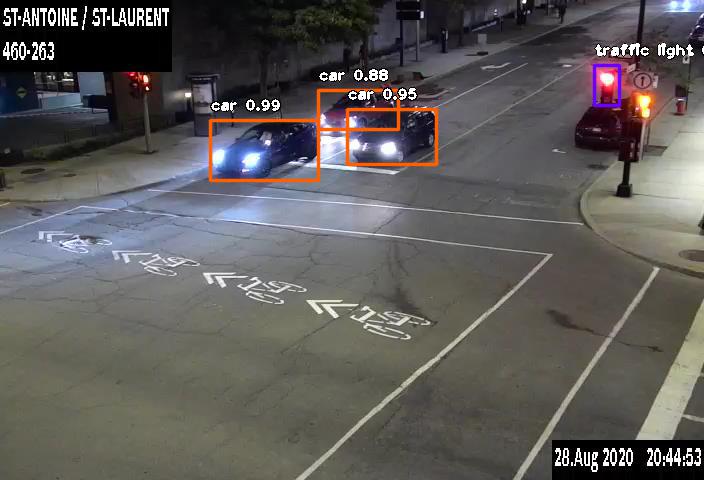 ST-ANTOINE / ST-LAURENT
460-263
car 0.99
car 0.88
car 0.95
traffic light
28.Aug 2020 20:44:53